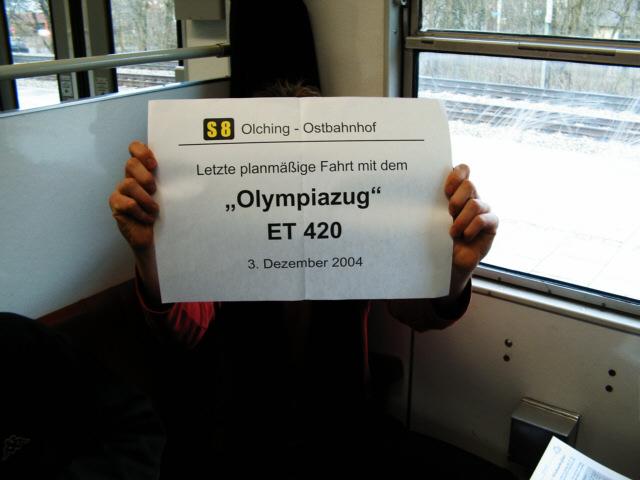 S8 Olching - Ostbahnhof
Letzte planmäßige Fahrt mit dem
„Olympiazug“
ET 420
3. Dezember 2004